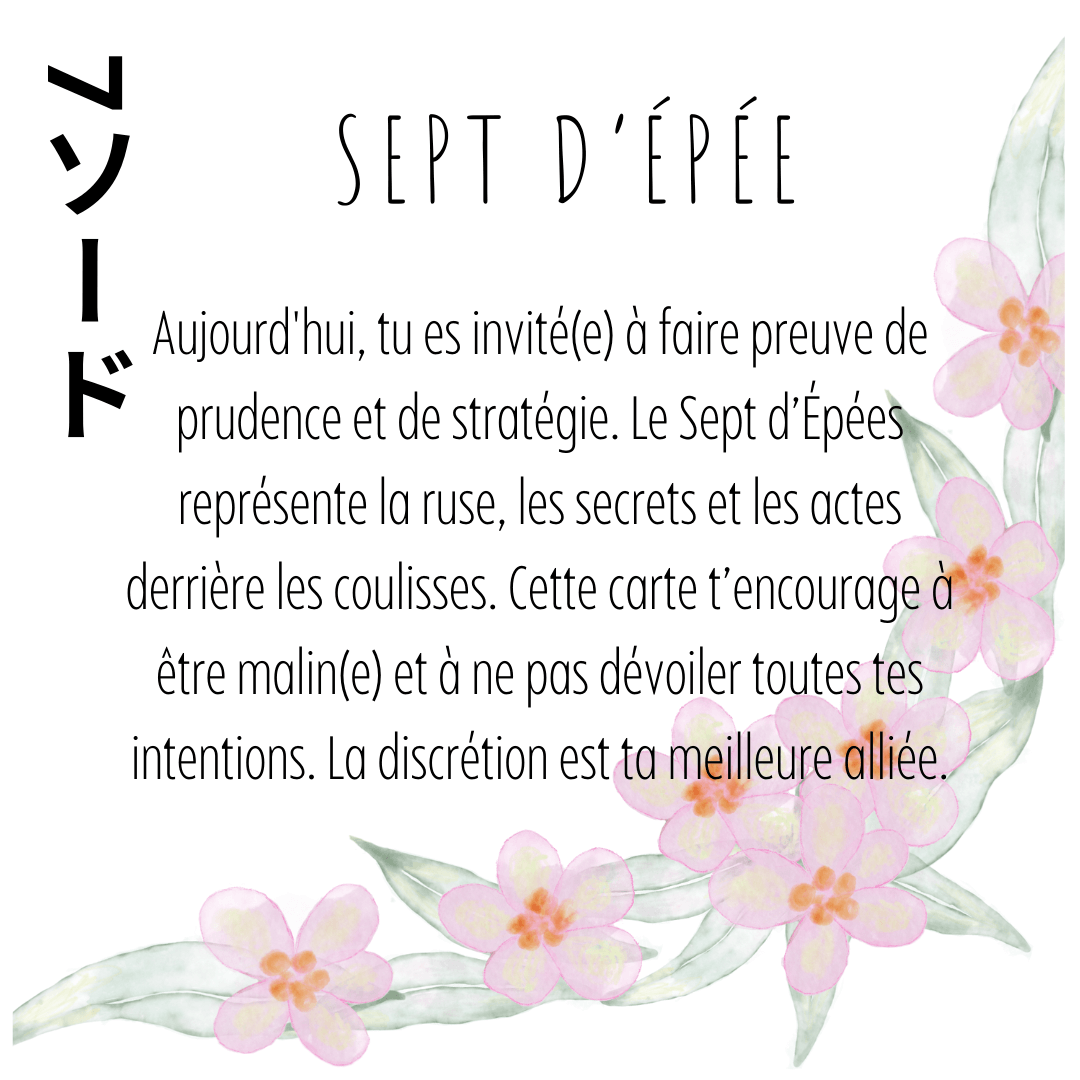 7ソード
SEPT D’ÉPÉE
Aujourd'hui, tu es invité(e) à faire preuve de
prudence et de stratégie. Le Sept d’Épées
représente la ruse, les secrets et les actes
derrière les coulisses. Cette carte t’encourage à
être malin(e) et à ne pas dévoiler toutes tes
intentions. La discrétion est ta meilleure alliée.